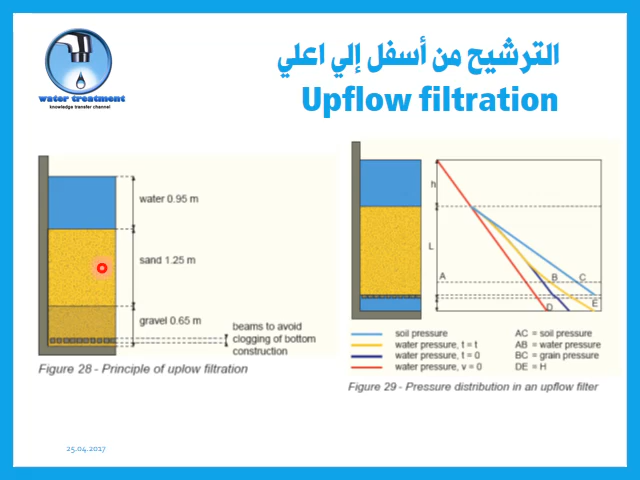 water treatment
knowledge transfer channel
الترشيح من أسفل إلي اعلي
Upflow filtration
water 0.95 m
sand 1.25 m
gravel 0.65 m
beams to avoid
clogging of bottom
construction
Figure 28 - Principle of uplow filtration
h
L
A
B
C
D
E
soil pressure
water pressure, t = t
water pressure, t = 0
water pressure, v = 0
AC = soil pressure
AB = water pressure
BC = grain pressure
DE = H
Figure 29 - Pressure distribution in an upflow filter
25.04.2017